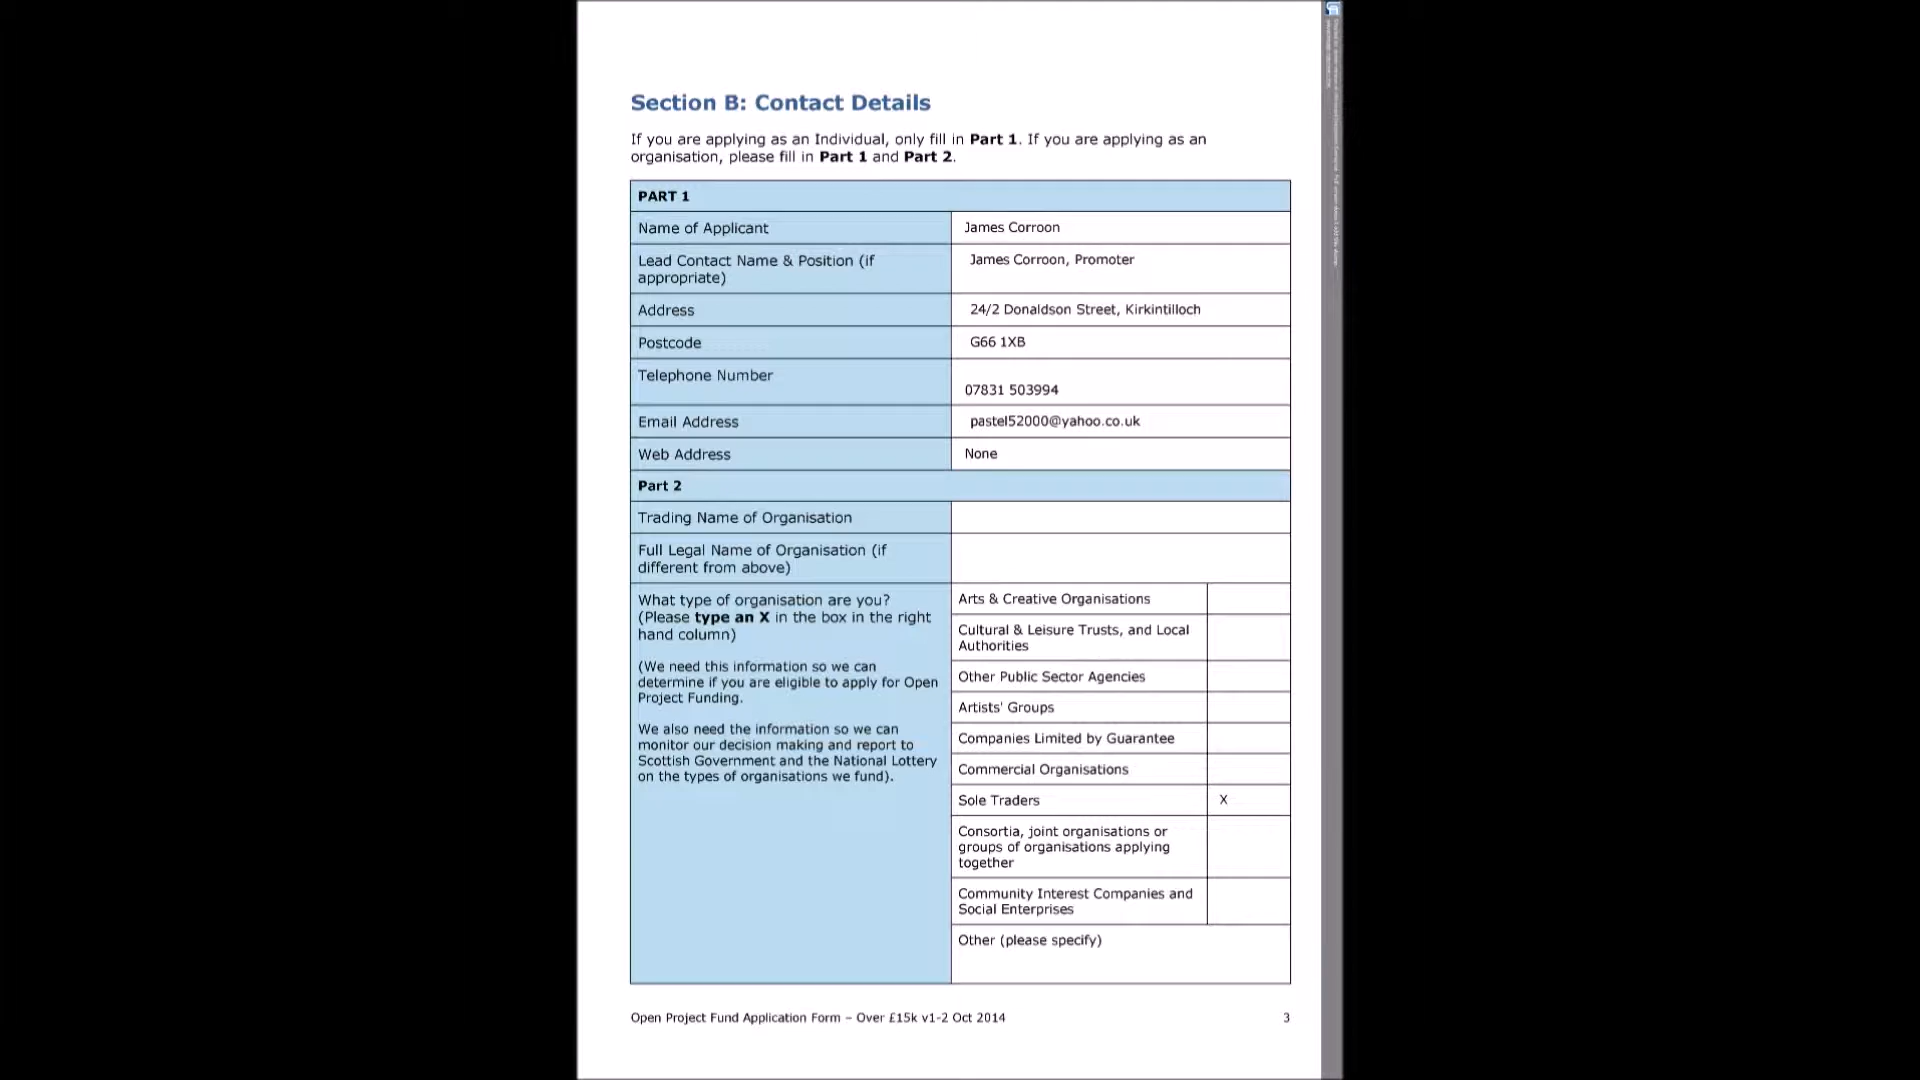 Section B: Contact Details
If you are applying as an Individual, only fill in Part 1. If you are applying as an
organisation, please fill in Part 1 and Part 2.
PART 1
Name of Applicant
James Corroon
Lead Contact Name & Position (if
appropriate)
James Corroon, Promoter
Address
24/2 Donaldson Street, Kirkintilloch
Postcode
G66 1XB
Telephone Number
07831 503994
Email Address
pastel52000@yahoo.co.uk
Web Address
None
Part 2
Trading Name of Organisation
Full Legal Name of Organisation (if
different from above)
What type of organisation are you?
(Please type an X in the box in the right
hand column)
(We need this information so we can
determine if you are eligible to apply for Open
Project Funding.
We also need the information so we can
monitor our decision making and report to
Scottish Government and the National Lottery
on the types of organisations we fund).
Arts & Creative Organisations
Cultural & Leisure Trusts, and Local
Authorities
Other Public Sector Agencies
Artists' Groups
Companies Limited by Guarantee
Commercial Organisations
Sole Traders
X
Consortia, joint organisations or
groups of organisations applying
together
Community Interest Companies and
Social Enterprises
Other (please specify)
Open Project Fund Application Form – Over £15k v1-2 Oct 2014
3